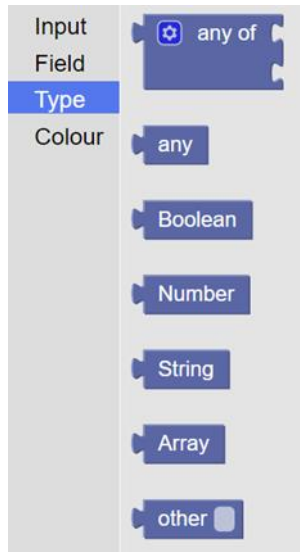 Input
Field
Type
Colour
any of
any
Boolean
Number
String
Array
other